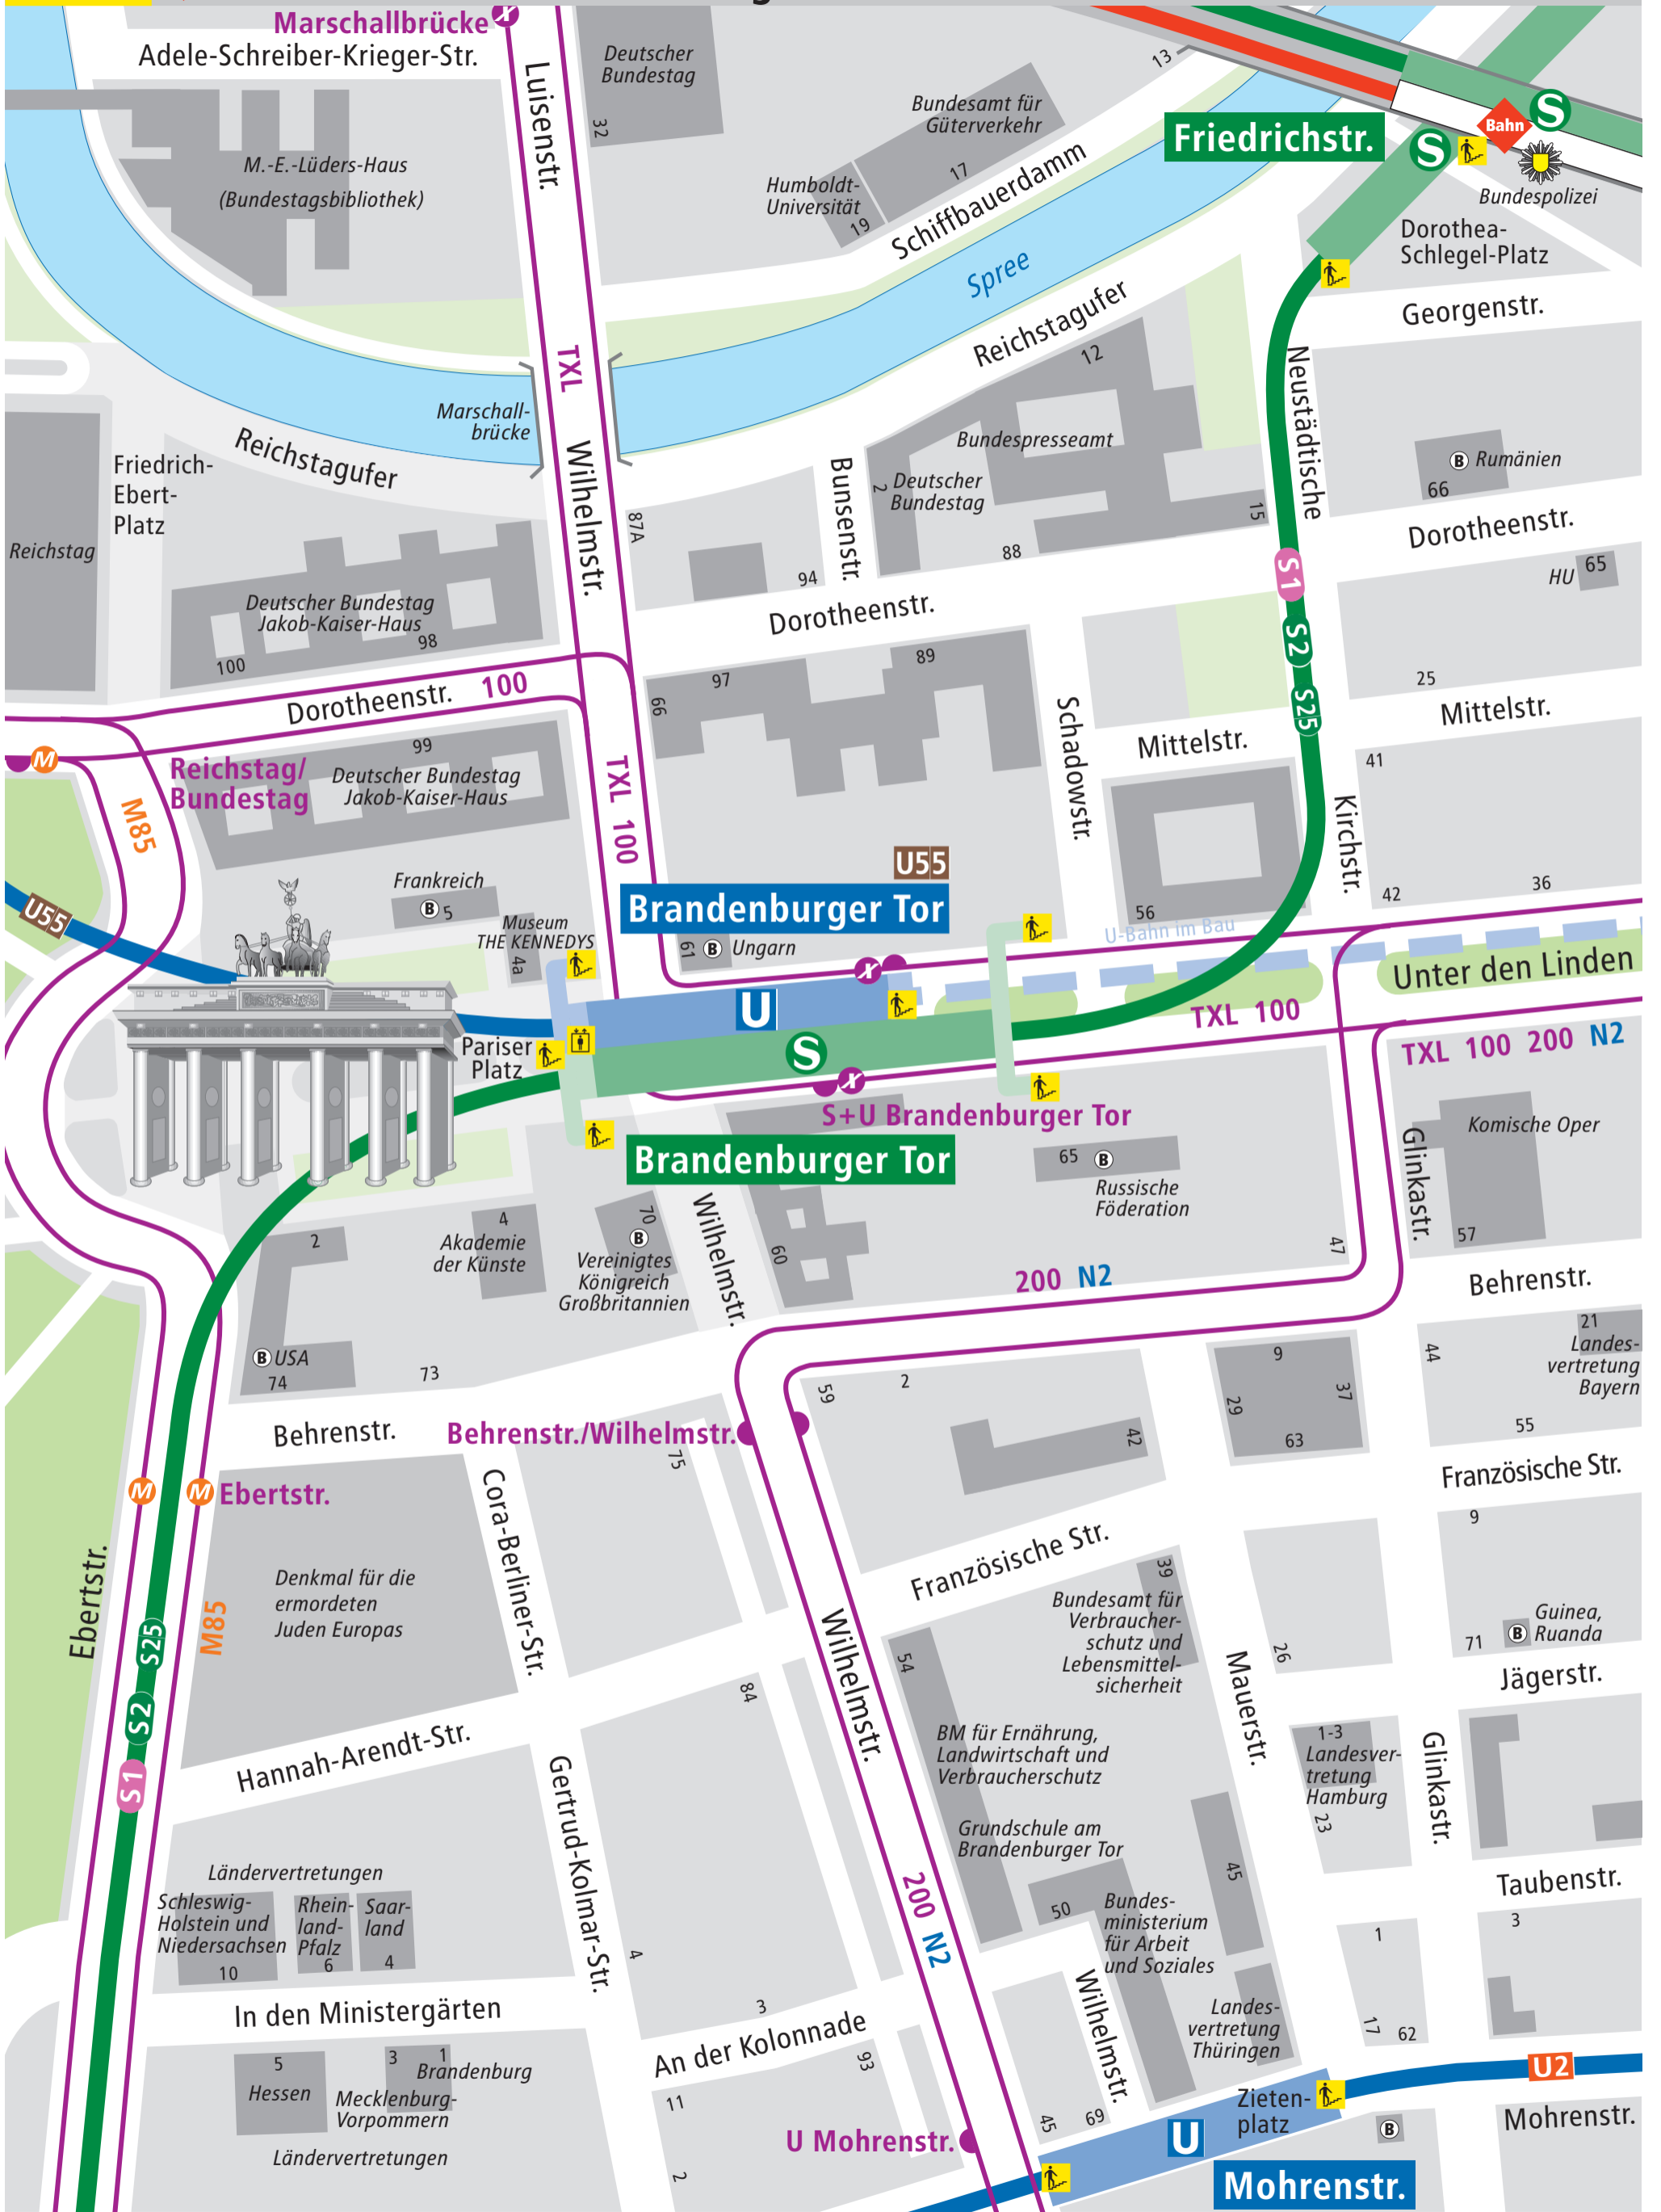 Marschallbrücke
Adele-Schreiber-Krieger-Str.
Luisenstr.
Deutscher
Bundestag
32
Bundesamt für
Güterverkehr
13
17
Humboldt-
Universität
19
Schiffbauerdamm
Friedrichstr.
S
Bahn
S
Bundespolizei
Dorothea-
Schlegel-Platz
Georgenstr.
M.-E.-Lüders-Haus
(Bundestagsbibliothek)
Spree
Reichstagufer
TXL
Marschall-
brücke
Reichstagufer
Friedrich-
Ebert-
Platz
Reichstag
Wilhelmstr.
87A
Bunsenstr.
12
Bundespresseamt
2
Deutscher
Bundestag
15
88
94
Neustädtische
B Rumänien
66
Dorotheenstr.
HU 65
Deutscher Bundestag
Jakob-Kaiser-Haus
98
100
Dorotheenstr.
S1
S2
S25
25
Mittelstr.
Dorotheenstr. 100
97
89
66
Schadowstr.
Mittelstr.
41
M
Reichstag/
Bundestag
99
Deutscher Bundestag
Jakob-Kaiser-Haus
M85
TXL 100
Kirchstr.
42
36
56
U55
Brandenburger Tor
Frankreich
B 5
Museum
THE KENNEDYS
4a
61
B Ungarn
U-Bahn im Bau
U55
Unter den Linden
U
S
Pariser
Platz
TXL 100
TXL 100 200 N2
S+U Brandenburger Tor
Brandenburger Tor
65 B
Russische
Föderation
Komische Oper
57
Glinkastr.
47
Behrenstr.
2
4
Akademie
der Künste
70
B
Vereinigtes
Königreich
Großbritannien
Wilhelmstr.
60
200 N2
B USA
74
73
21
Landes-
vertretung
Bayern
44
55
9
29
37
63
59
2
42
Behrenstr.
Behrenstr./Wilhelmstr.
75
Französische Str.
M
M
Ebertstr.
Cora-Berliner-Str.
Denkmal für die
ermordeten
Juden Europas
Ebertstr.
M85
S25
S2
S1
Französische Str.
39
Bundesamt für
Verbraucher-
schutz und
Lebensmittel-
sicherheit
9
Guinea,
B Ruanda
71
26
Jägerstr.
Wilhelmstr.
54
Mauerstr.
84
Hannah-Arendt-Str.
BM für Ernährung,
Landwirtschaft und
Verbraucherschutz
1-3
Landesver-
tretung
Hamburg
23
Glinkastr.
Gertrud-Kolmar-Str.
Grundschule am
Brandenburger Tor
45
50
Taubenstr.
Ländervertretungen
Schleswig-
Holstein und
Niedersachsen
10
Rhein-
land-
Pfalz
6
Saar-
land
4
4
200 N2
Bundes-
ministerium
für Arbeit
und Soziales
3
1
In den Ministergärten
3
An der Kolonnade
Wilhelmstr.
Landes-
vertretung
Thüringen
17
62
5
Hessen
3
1
Brandenburg
Mecklenburg-
Vorpommern
Ländervertretungen
11
93
2
45
69
U Mohrenstr.
Zieten-
platz
U2
U
B
Mohrenstr.
Mohrenstr.